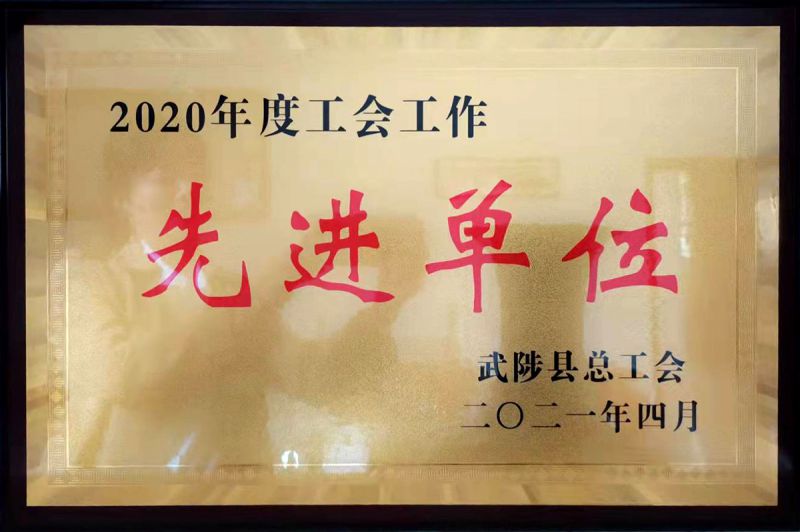 2020年度工会工作
先进单位
武陟县总工会
二〇二一年四月